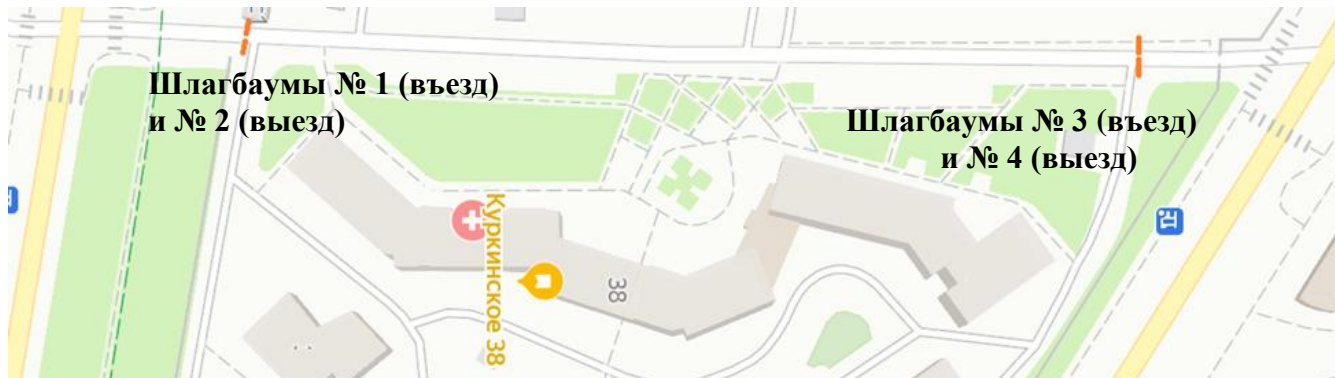 Шлагбаумы № 1 (въезд)
и № 2 (выезд)
Шлагбаумы № 3 (въезд)
и № 4 (выезд)
Куркинское 38
38